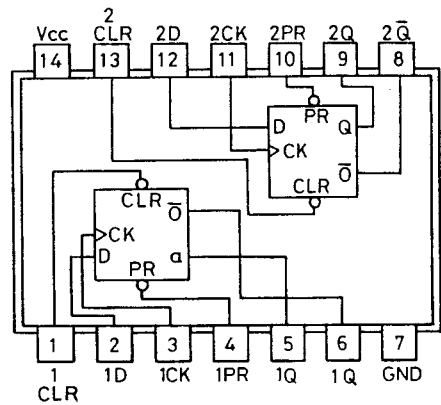 2
Vcc CLR 2D 2CK 2PR 2Q 2Q̅
14 13 12 11 10 9 8
PR
D Q
CK
O̅
CLR
CLR O̅
CK
D a
PR
1 2 3 4 5 6 7
1 1D 1CK 1PR 1Q 1Q GND
CLR